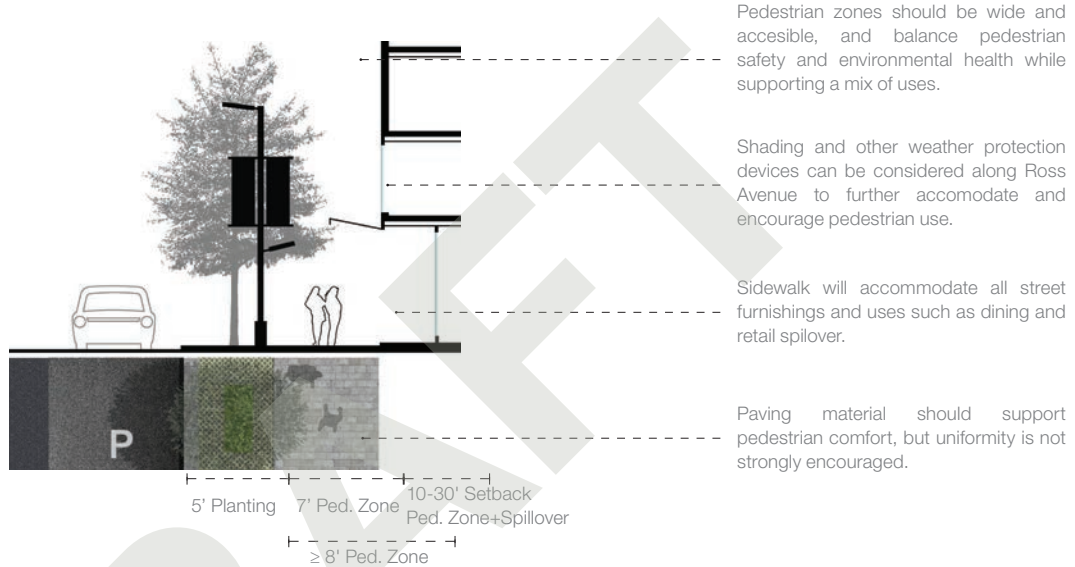 Pedestrian zones should be wide and
accesible, and balance pedestrian
safety and environmental health while
supporting a mix of uses.
Shading and other weather protection
devices can be considered along Ross
Avenue to further accomodate and
encourage pedestrian use.
Sidewalk will accommodate all street
furnishings and uses such as dining and
retail spilover.
Paving material should support
pedestrian comfort, but uniformity is not
strongly encouraged.
P
5' Planting
7' Ped. Zone
10-30' Setback
Ped. Zone+Spillover
≥ 8' Ped. Zone
DRAFT